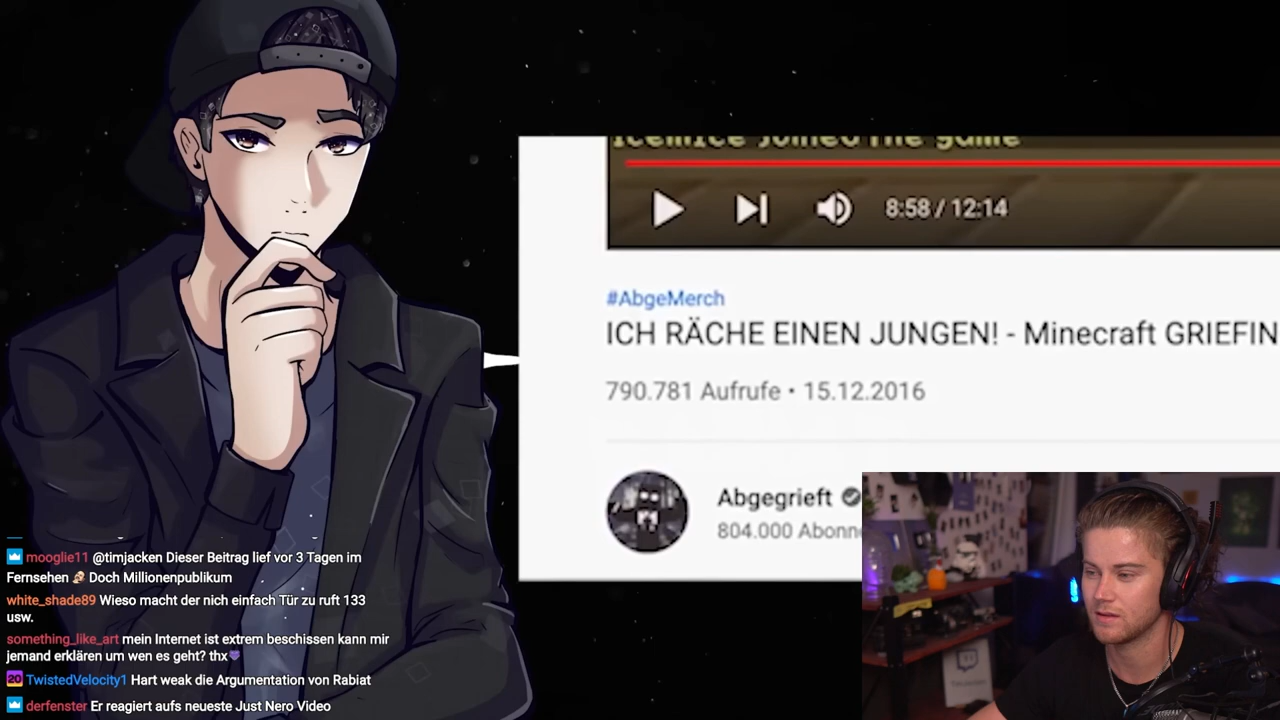 Icemice joined the game
8:58 / 12:14
#AbgeMerch
ICH RÄCHE EINEN JUNGEN! - Minecraft GRIEFIN
790.781 Aufrufe • 15.12.2016
Abgegrieft
804.000 Abonne
mooglie11 @timjacken Dieser Beitrag lief vor 3 Tagen im
Fernsehen Doch Millionenpublikum
white_shade89 Wieso macht der nich einfach Tür zu ruft 133
usw.
something_like_art mein Internet ist extrem beschissen kann mir
jemand erklären um wen es geht? thx💜
20 TwistedVelocity1 Hart weak die Argumentation von Rabiat
derfenster Er reagiert aufs neueste Just Nero Video